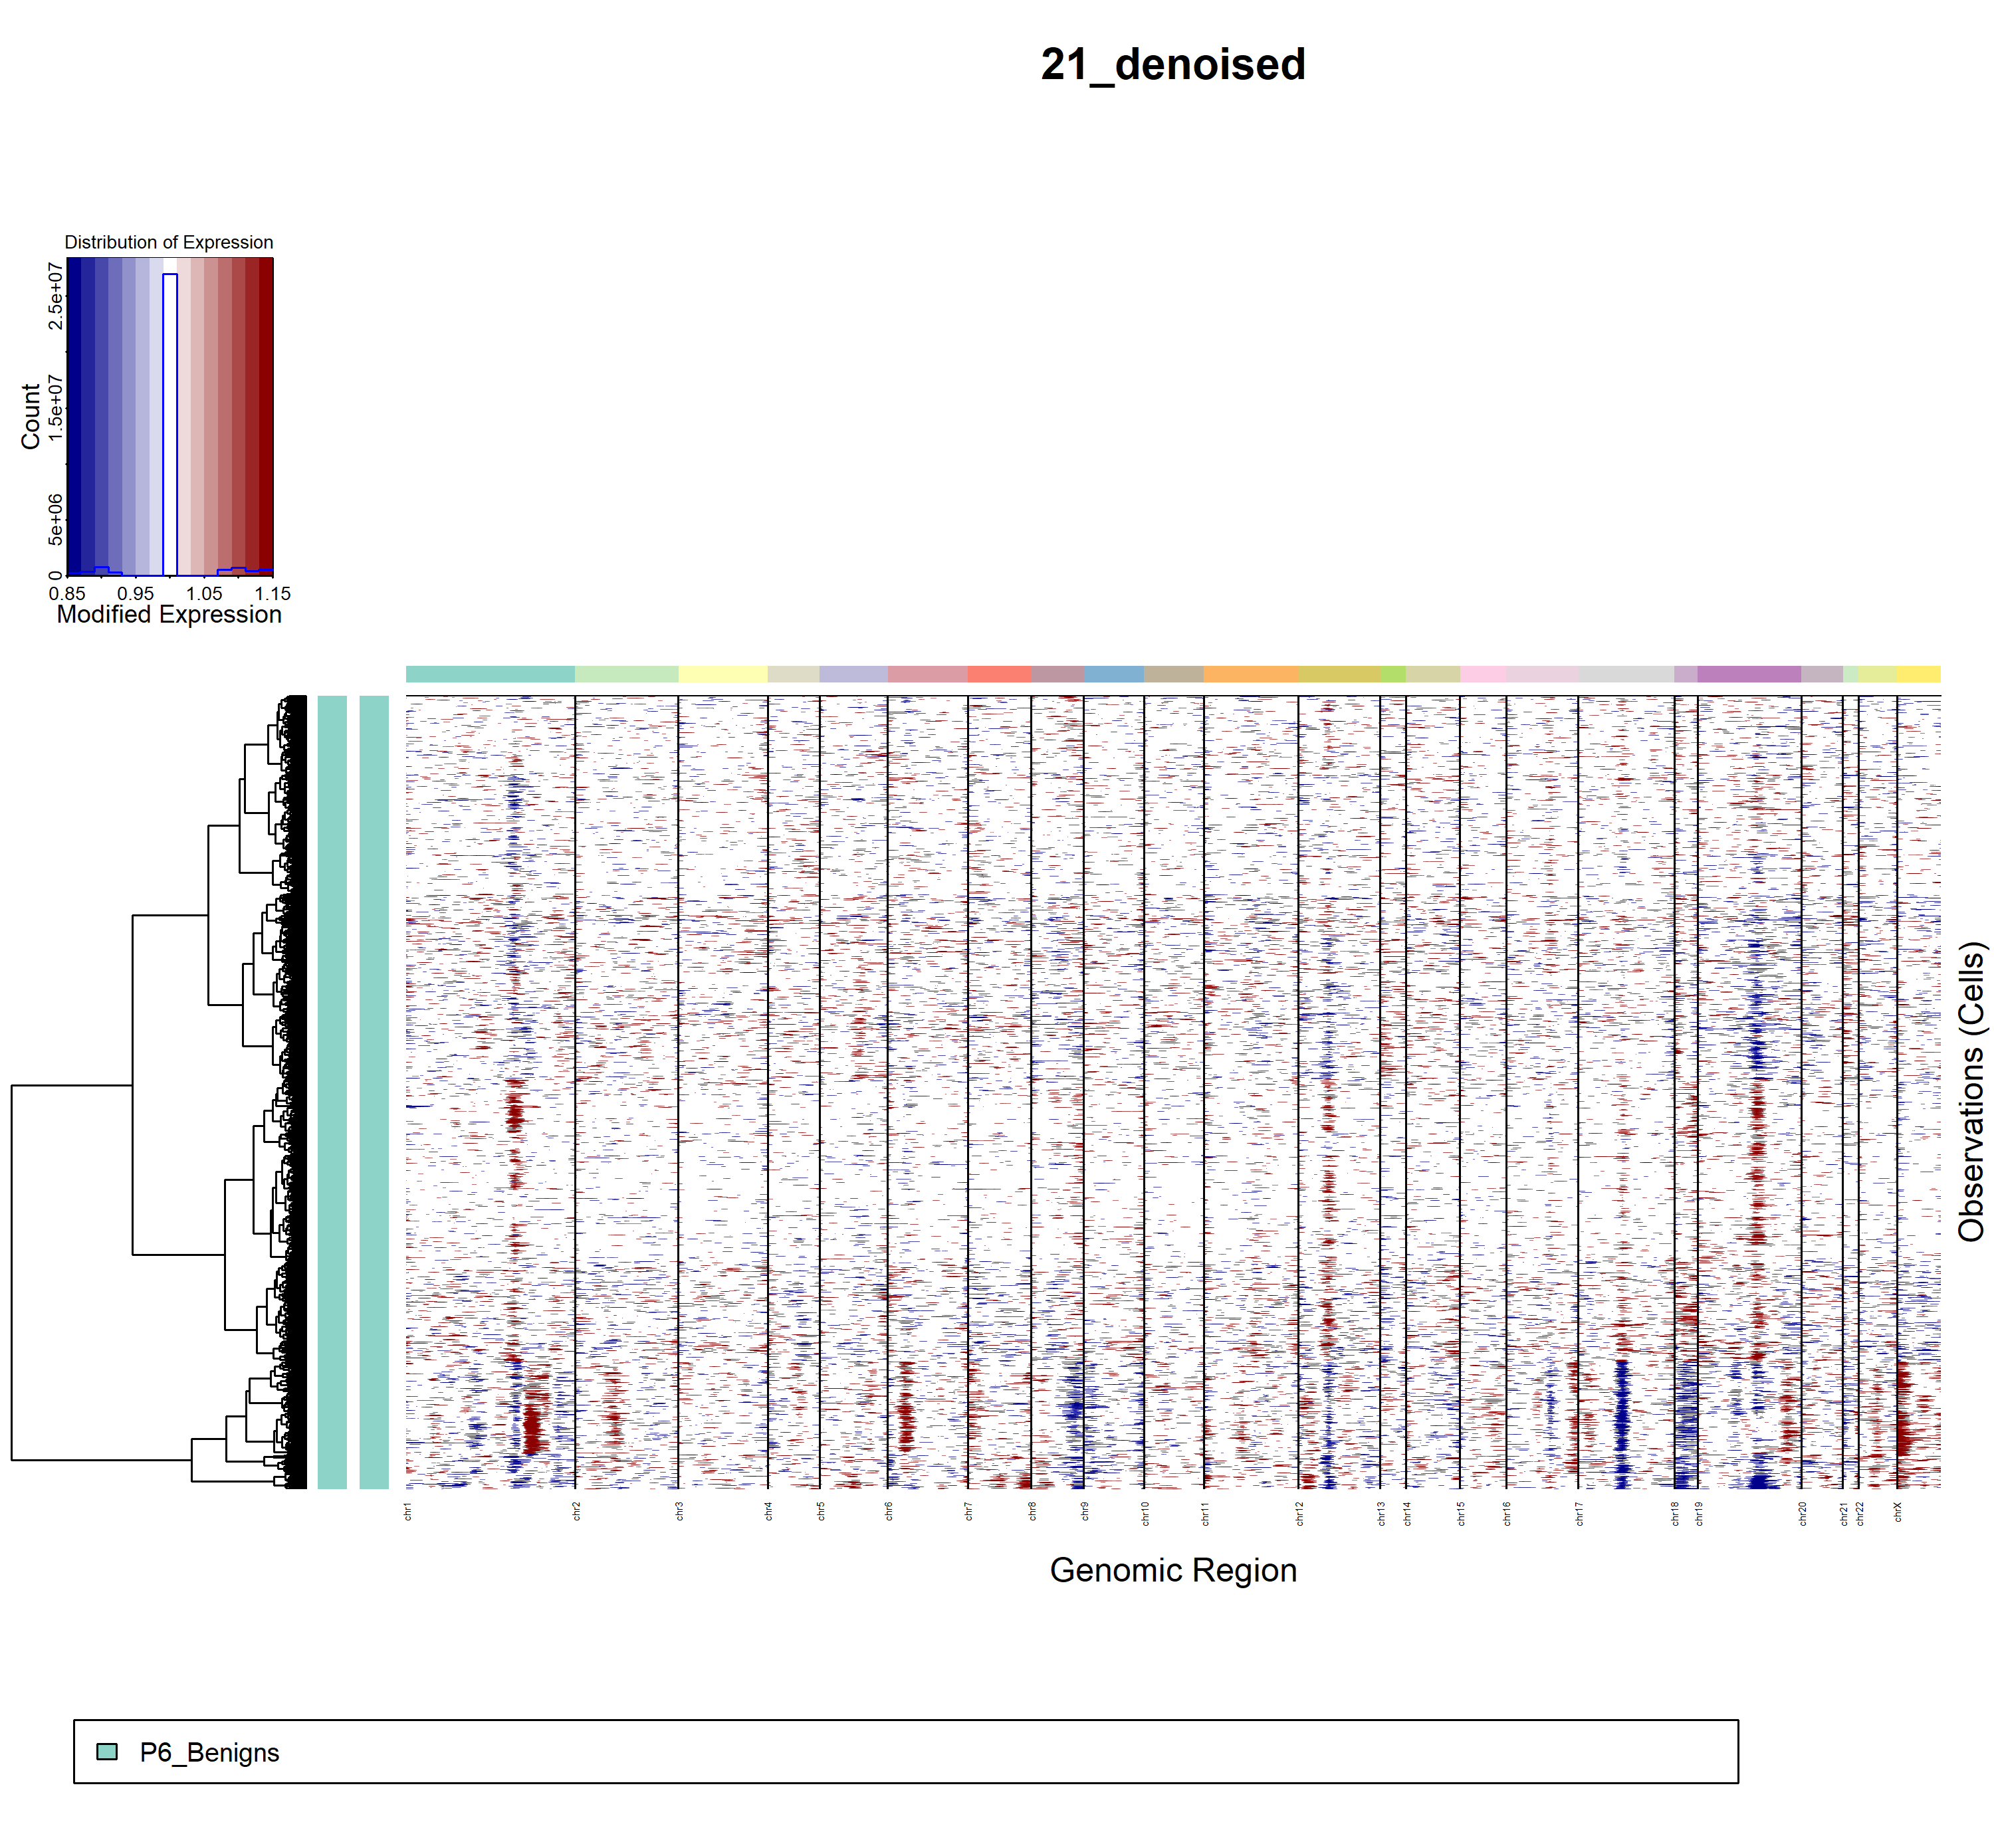 21_denoised
Distribution of Expression
Count
0
5e+06
1.5e+07
2.5e+07
0.85 0.95 1.05 1.15
Modified Expression
Observations (Cells)
chr1 chr2 chr3 chr4 chr5 chr6 chr7 chr8 chr9 chr10 chr11 chr12 chr13 chr14 chr15 chr16 chr17 chr18 chr19 chr20 chr21 chr22 chrX
Genomic Region
P6_Benigns